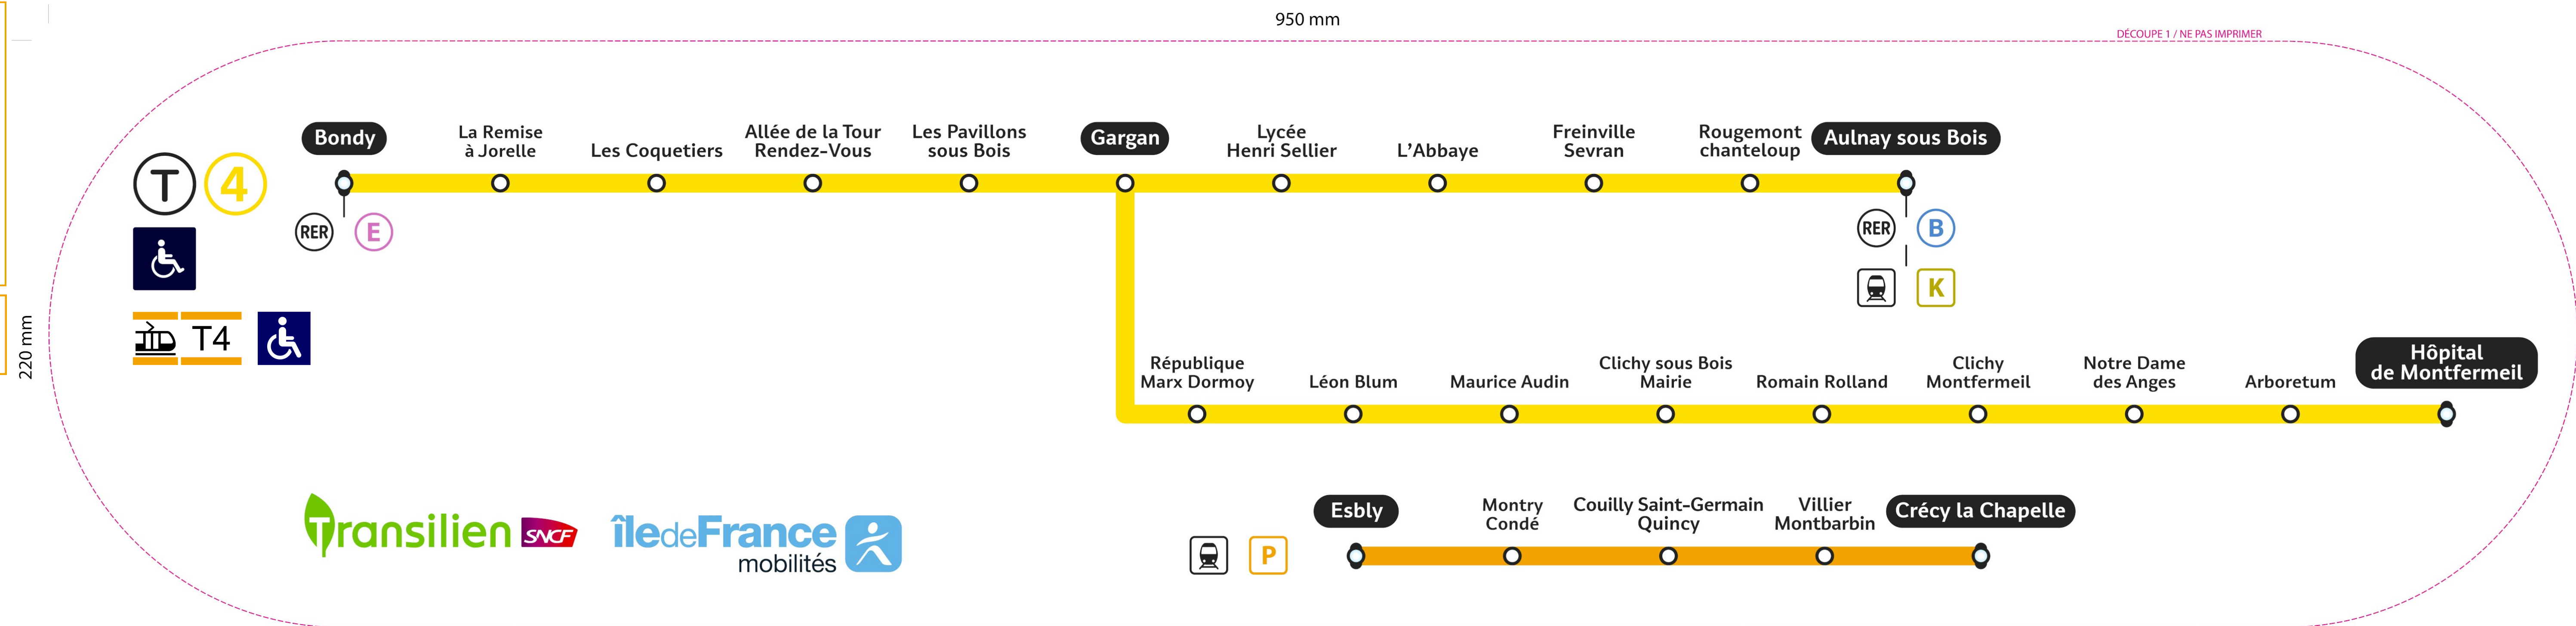 950 mm
DÉCOUPE 1 / NE PAS IMPRIMER
220 mm
T 4
Bondy
La Remise
à Jorelle
Les Coquetiers
Allée de la Tour
Rendez-Vous
Les Pavillons
sous Bois
Gargan
Lycée
Henri Sellier
L'Abbaye
Freinville
Sevran
Rougemont
chanteloup
Aulnay sous Bois
RER E
RER B
K
T4
République
Marx Dormoy
Léon Blum
Maurice Audin
Clichy sous Bois
Mairie
Romain Rolland
Clichy
Montfermeil
Notre Dame
des Anges
Arboretum
Hôpital
de Montfermeil
Transilien SNCF
îledeFrance
mobilités
P
Esbly
Montry
Condé
Couilly Saint-Germain
Quincy
Villier
Montbarbin
Crécy la Chapelle